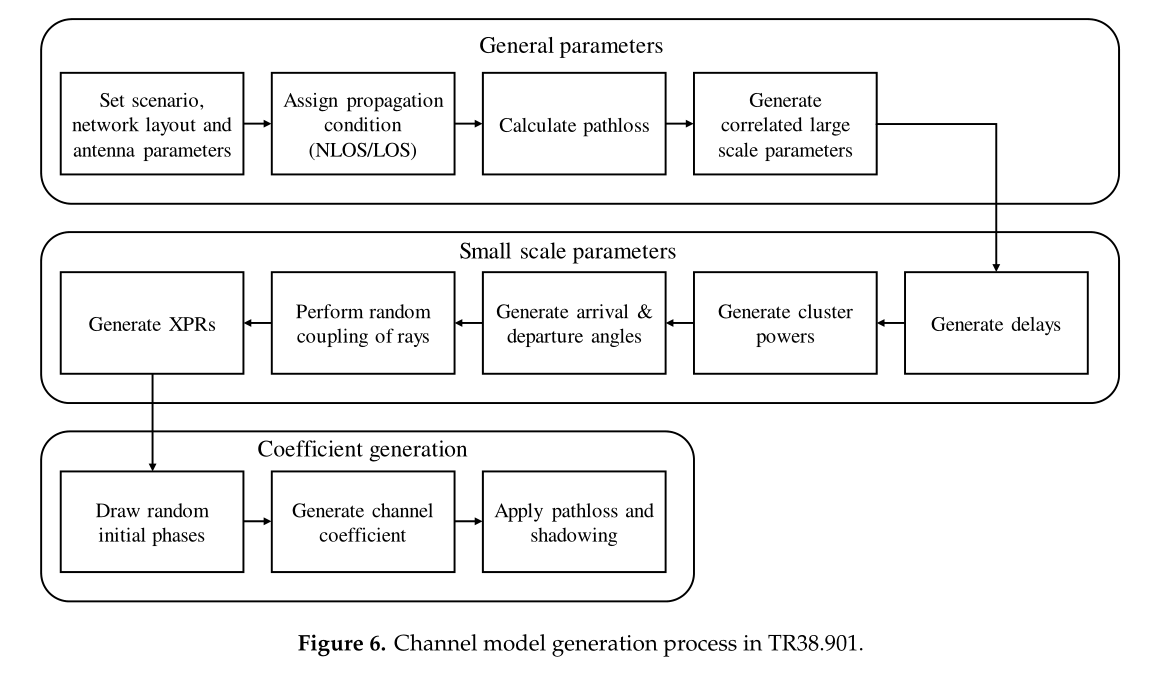 General parameters
Set scenario,
network layout and
antenna parameters
Assign propagation
condition
(NLOS/LOS)
Calculate pathloss
Generate
correlated large
scale parameters
Small scale parameters
Generate XPRs
Perform random
coupling of rays
Generate arrival &
departure angles
Generate cluster
powers
Generate delays
Coefficient generation
Draw random
initial phases
Generate channel
coefficient
Apply pathloss and
shadowing
Figure 6. Channel model generation process in TR38.901.